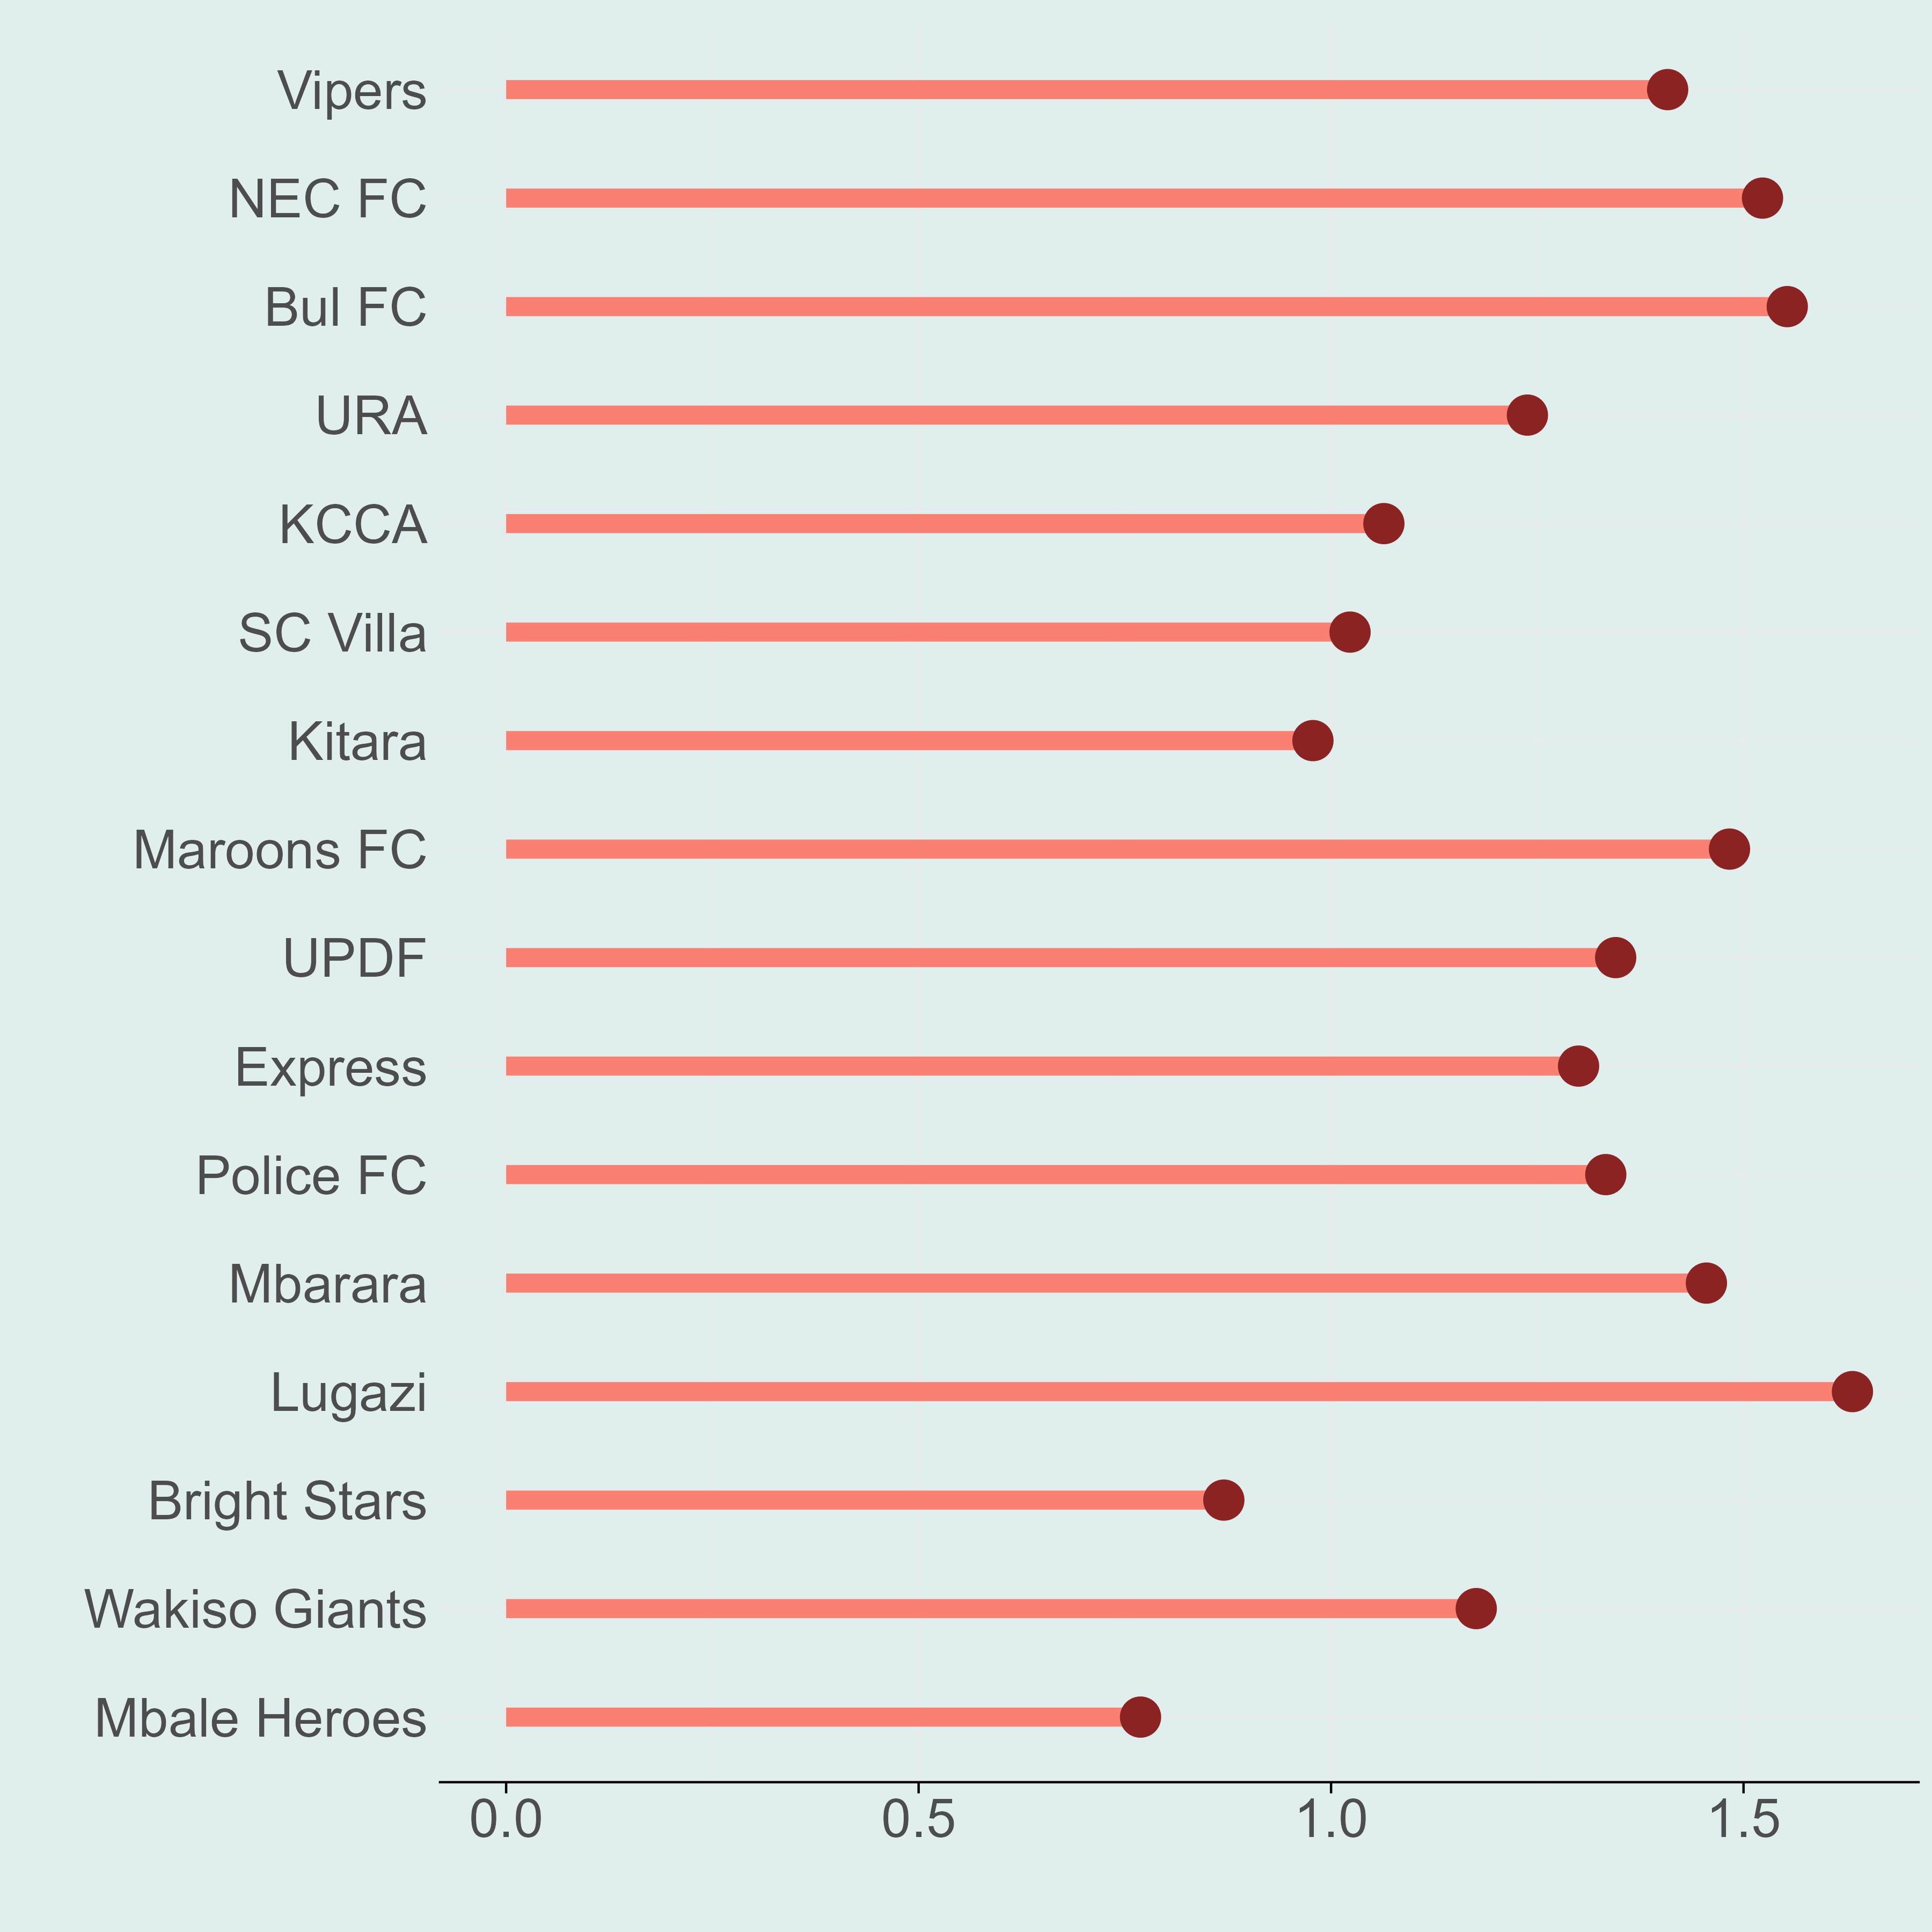 Vipers
NEC FC
Bul FC
URA
KCCA
SC Villa
Kitara
Maroons FC
UPDF
Express
Police FC
Mbarara
Lugazi
Bright Stars
Wakiso Giants
Mbale Heroes
0.0 0.5 1.0 1.5